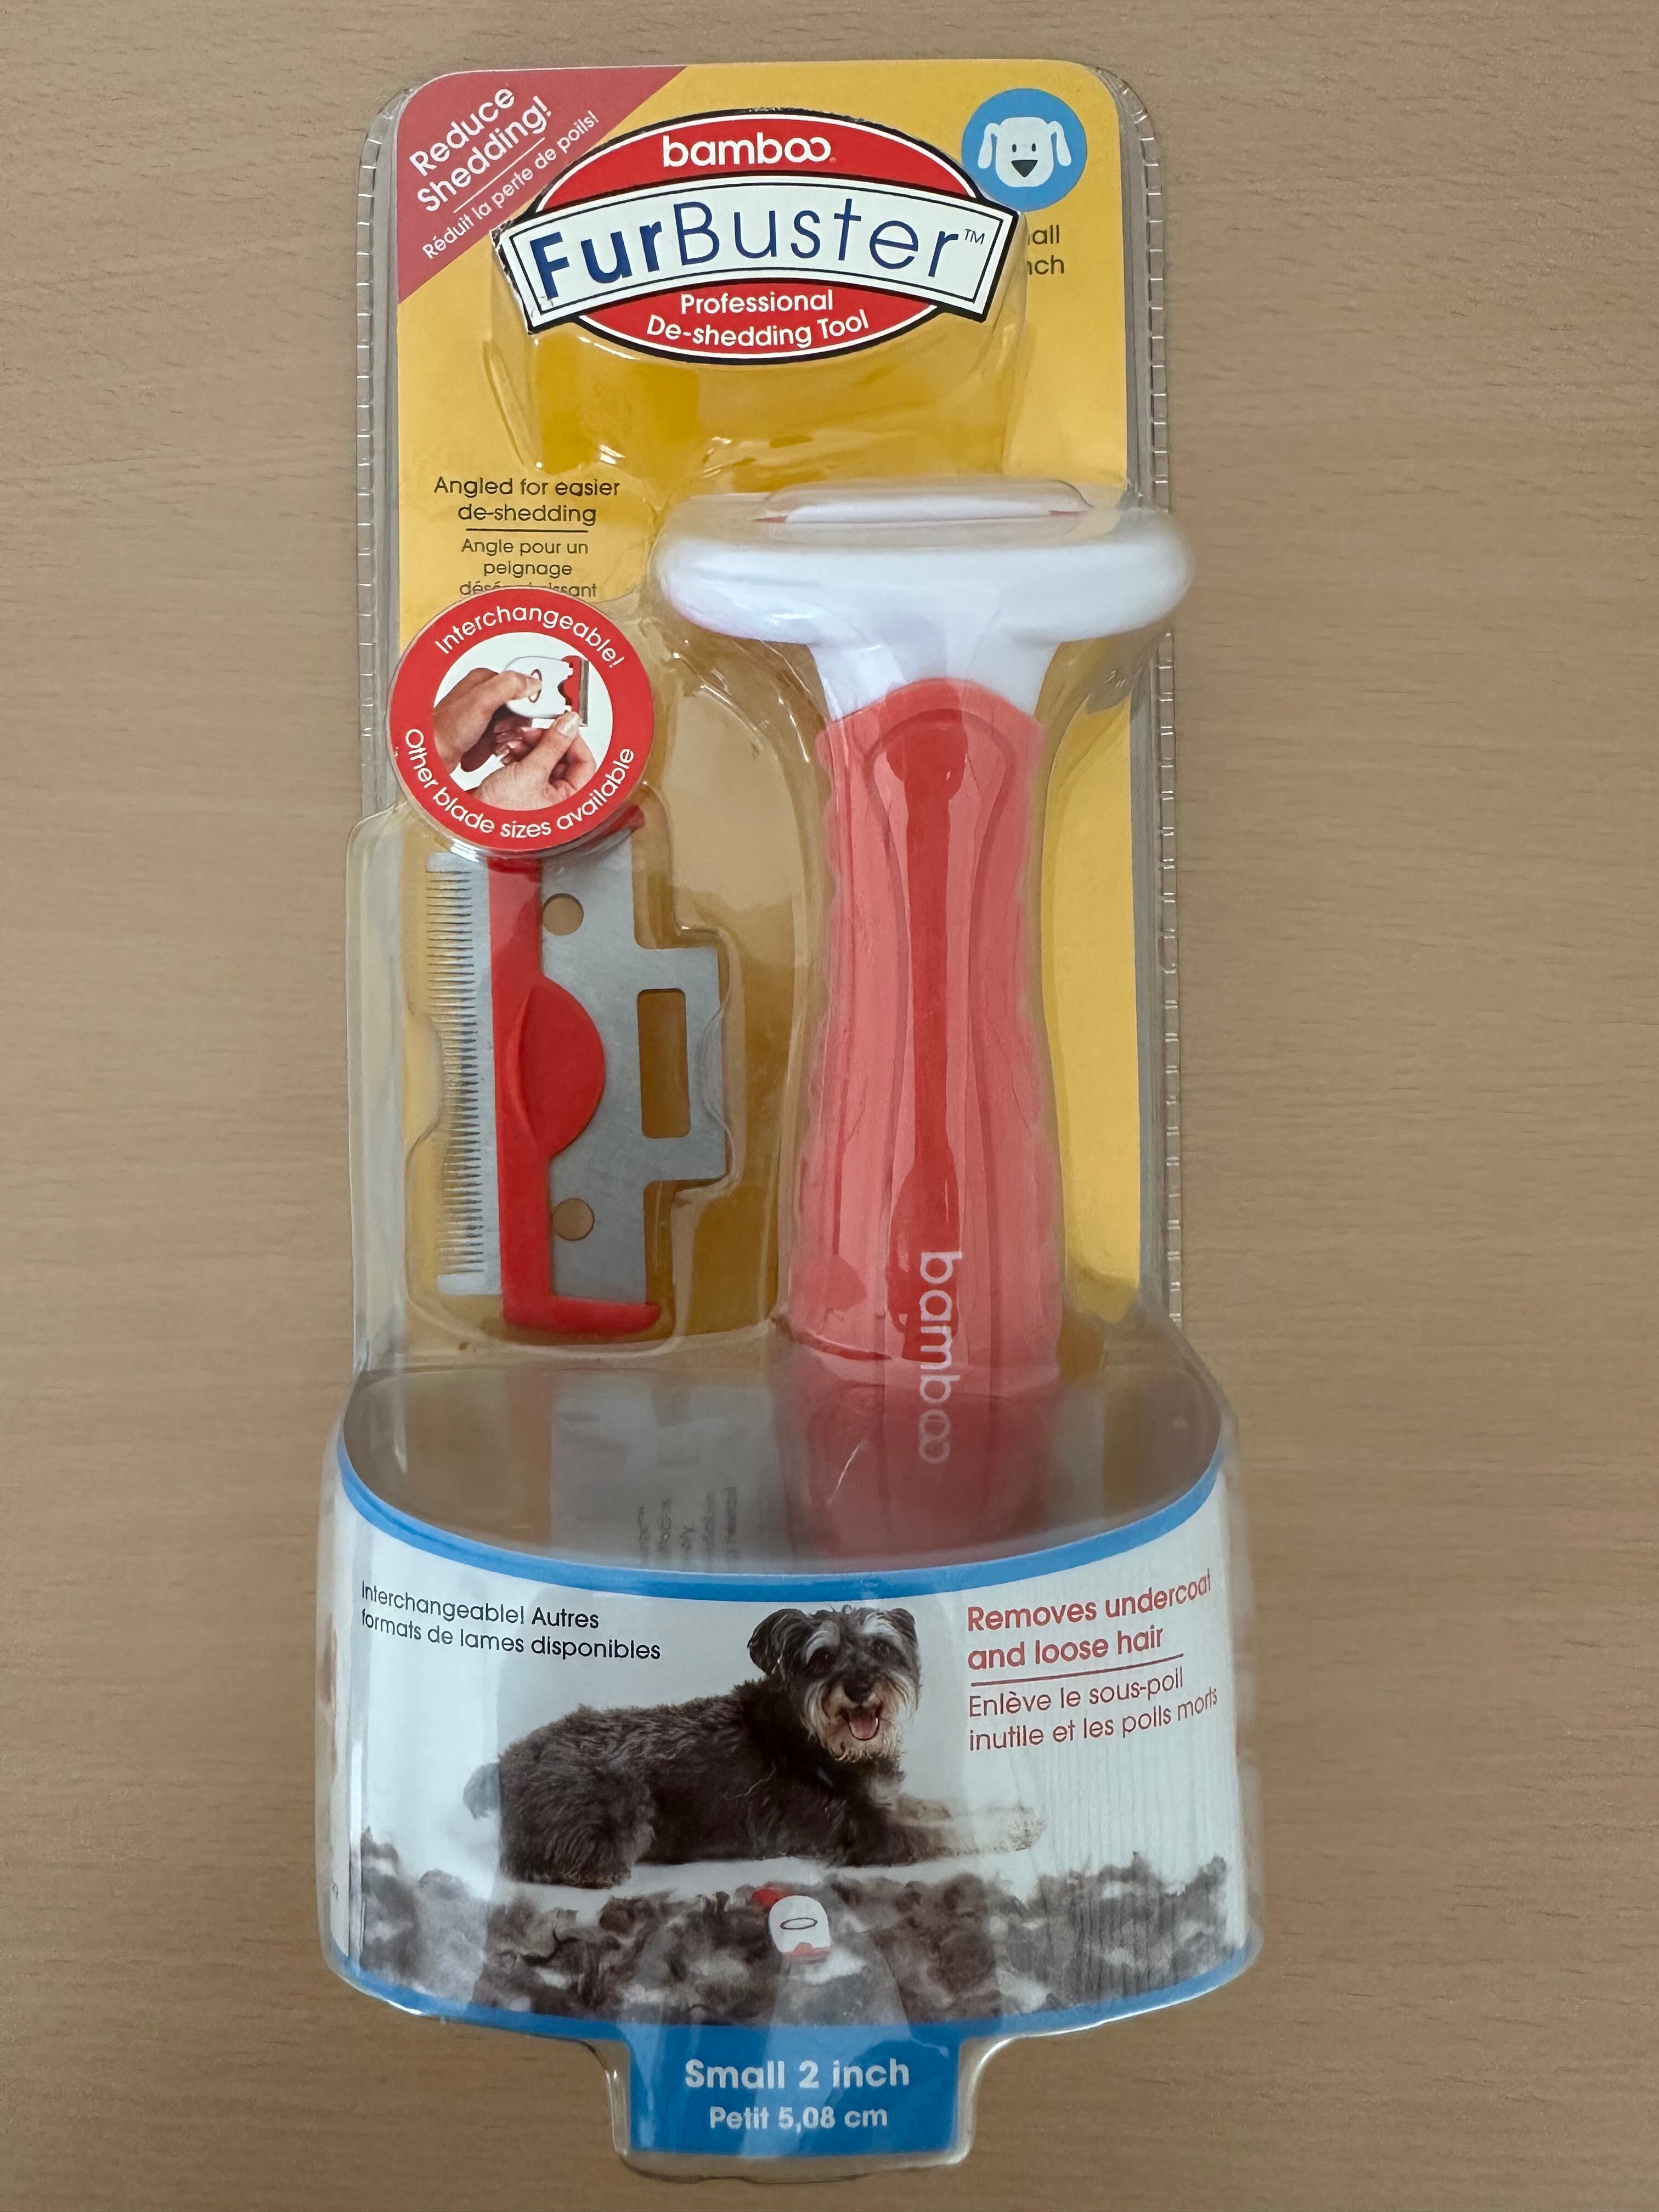 Reduce
Shedding!
Réduit la perte de poils!
bamboo
FurBuster™
Professional
De-shedding Tool
Angled for easier
de-shedding
Angle pour un
peignage
Interchangeable!
Other blade sizes available
bamboo
Interchangeable! Autres
formats de lames disponibles
Removes undercoat
and loose hair
Enlève le sous-poil
inutile et les poils morts
Small 2 inch
Petit 5,08 cm